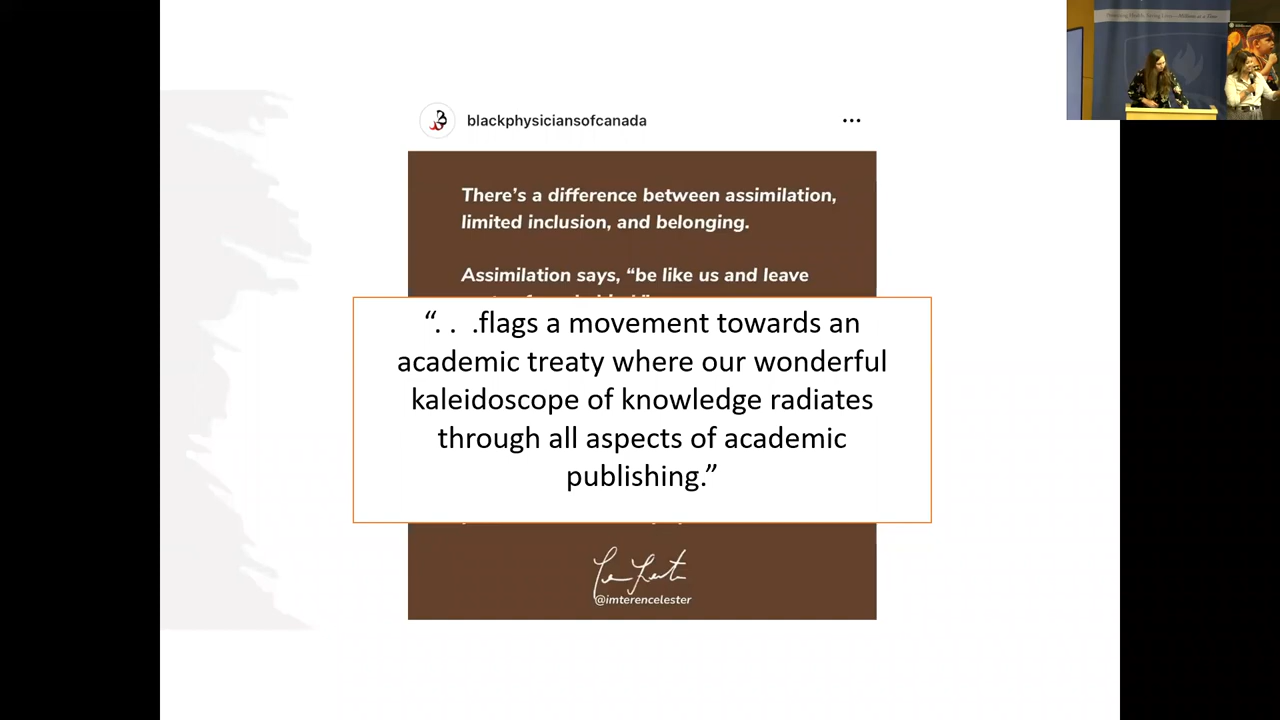 blackphysiciansofcanada
There's a difference between assimilation,
limited inclusion, and belonging.
Assimilation says, “be like us and leave
“. . .flags a movement towards an
academic treaty where our wonderful
kaleidoscope of knowledge radiates
through all aspects of academic
publishing.”
@imterencelester